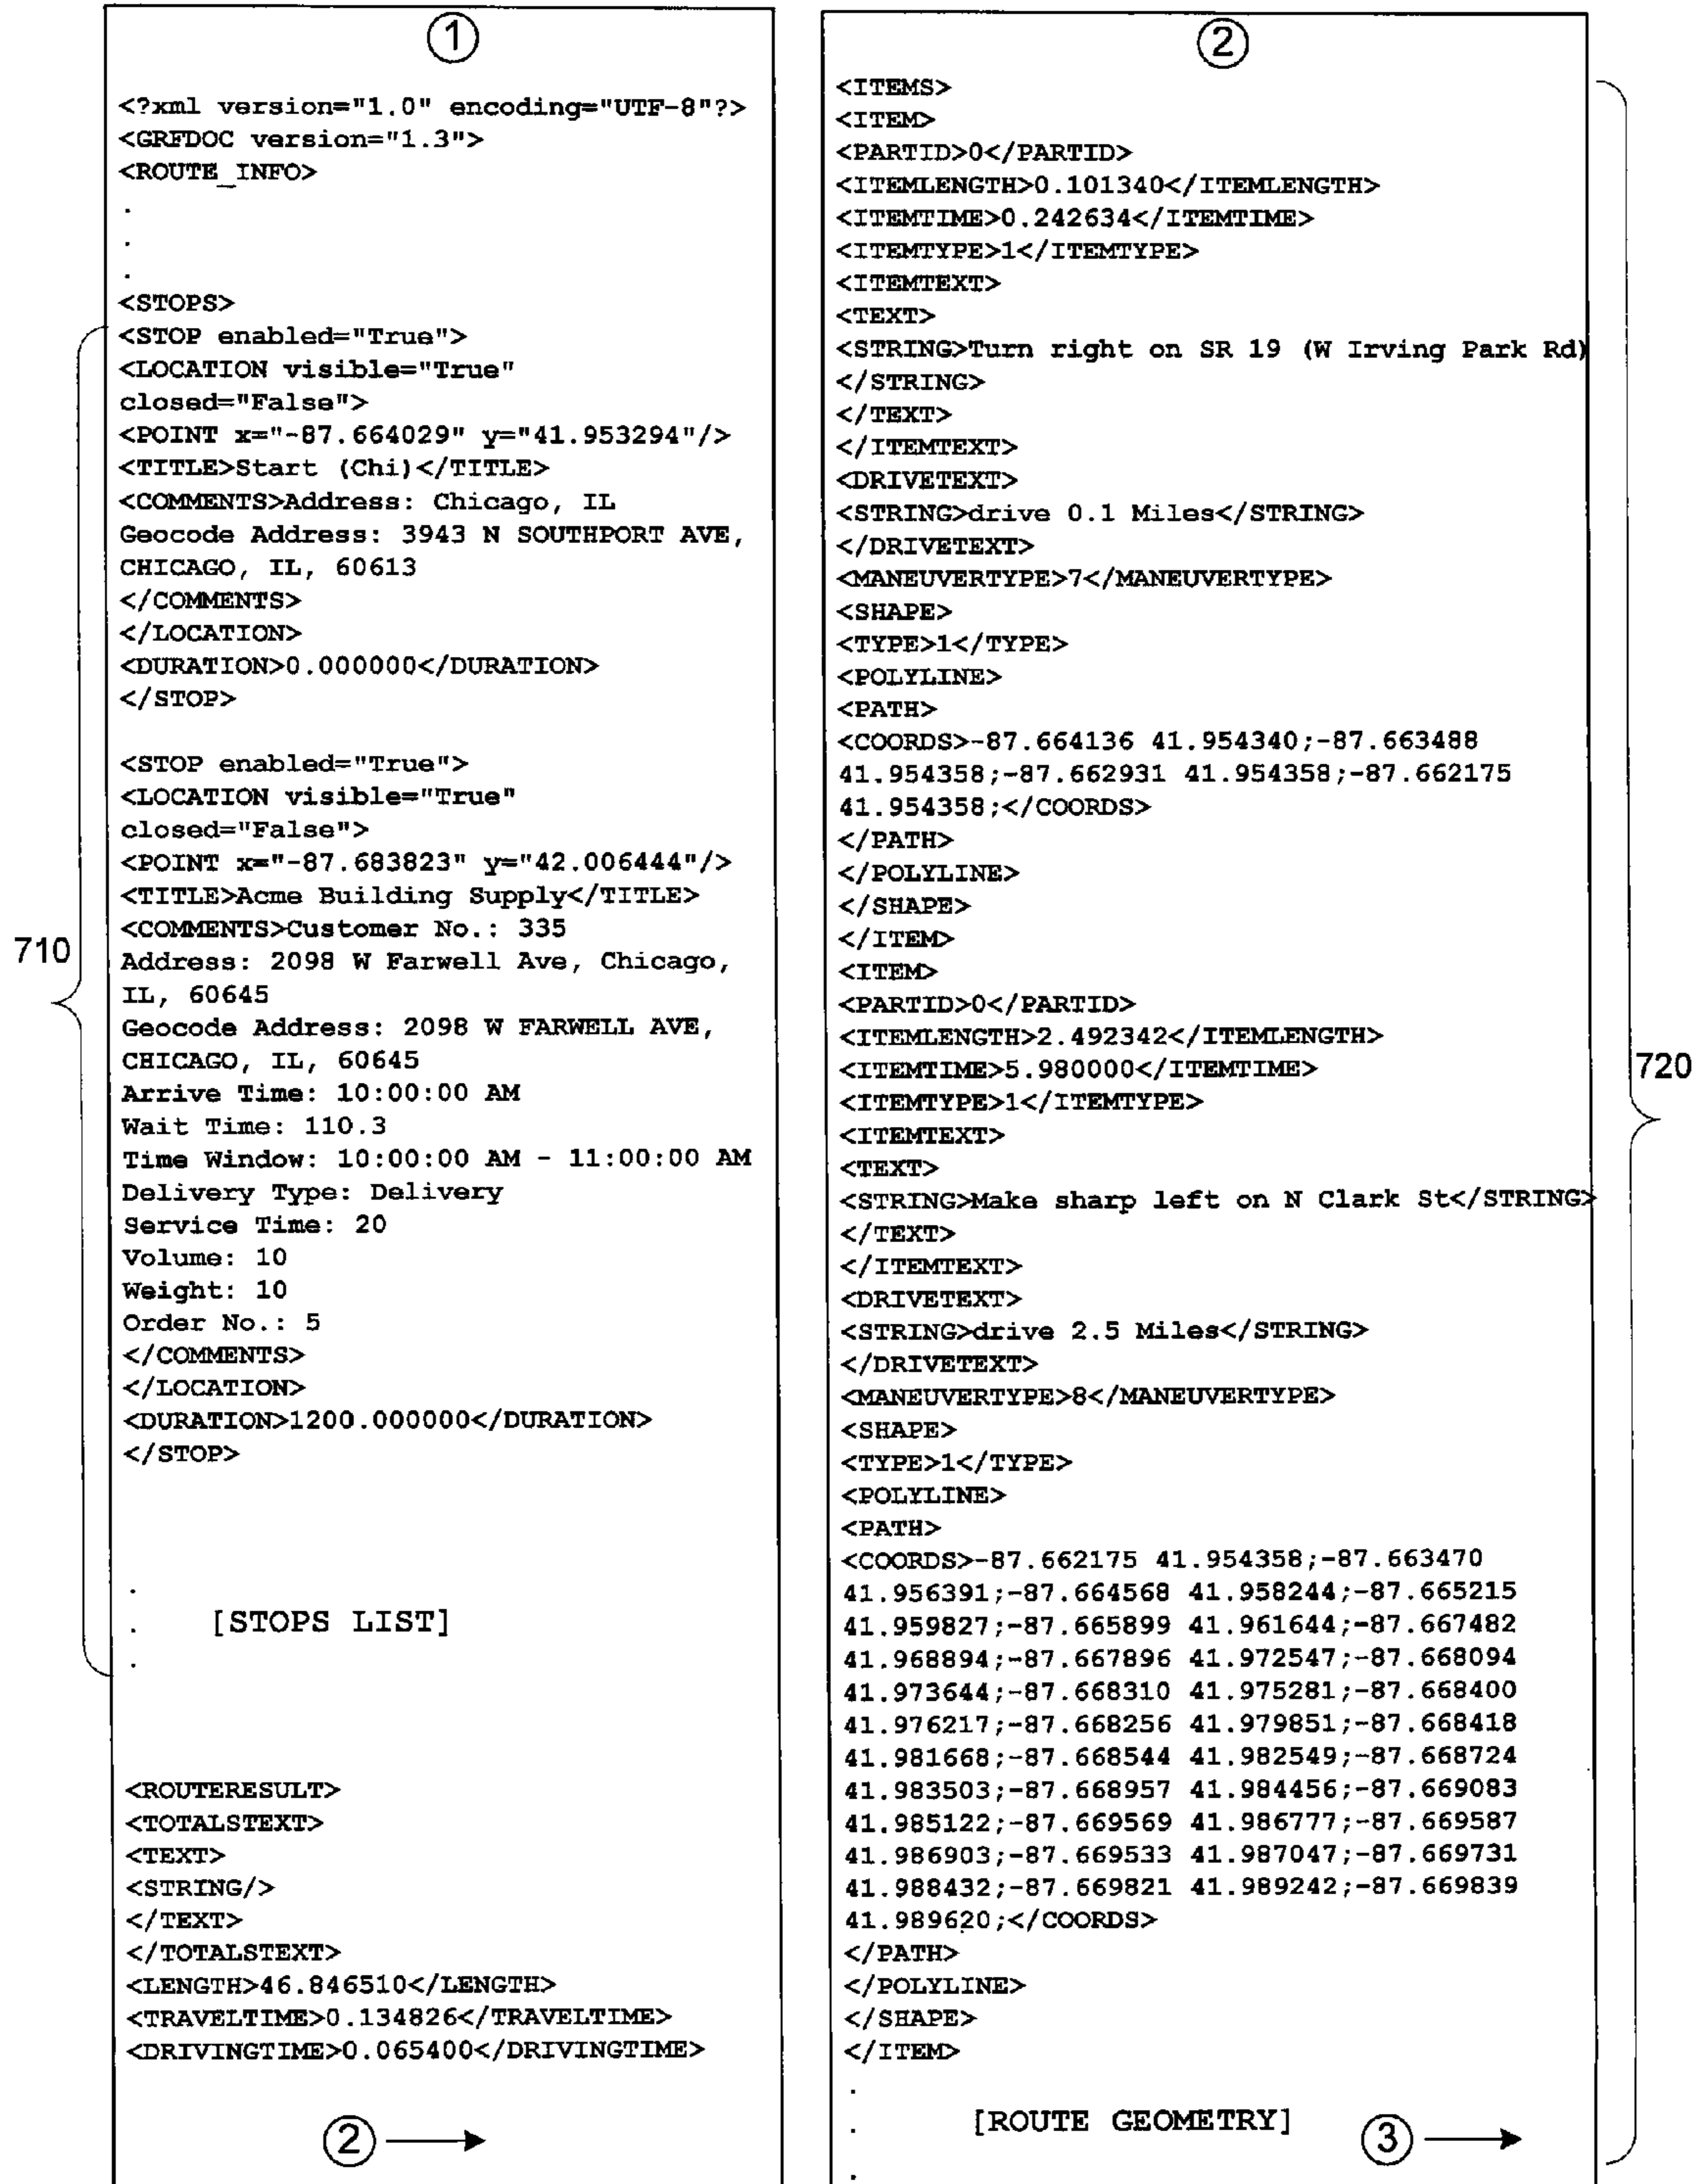 ①
<?xml version="1.0" encoding="UTF-8"?>
<GRFDOC version="1.3">
<ROUTE_INFO>
.
.
.
<STOPS>
<STOP enabled="True">
<LOCATION visible="True"
closed="False">
<POINT x="-87.664029" y="41.953294"/>
<TITLE>Start (Chi)</TITLE>
<COMMENTS>Address: Chicago, IL
Geocode Address: 3943 N SOUTHPORT AVE,
CHICAGO, IL, 60613
</COMMENTS>
</LOCATION>
<DURATION>0.000000</DURATION>
</STOP>
<STOP enabled="True">
<LOCATION visible="True"
closed="False">
<POINT x="-87.683823" y="42.006444"/>
<TITLE>Acme Building Supply</TITLE>
<COMMENTS>Customer No.: 335
Address: 2098 W Farwell Ave, Chicago,
IL, 60645
Geocode Address: 2098 W FARWELL AVE,
CHICAGO, IL, 60645
Arrive Time: 10:00:00 AM
Wait Time: 110.3
Time Window: 10:00:00 AM - 11:00:00 AM
Delivery Type: Delivery
Service Time: 20
Volume: 10
Weight: 10
Order No.: 5
</COMMENTS>
</LOCATION>
<DURATION>1200.000000</DURATION>
</STOP>
.
. [STOPS LIST]
.
710
<ROUTERESULT>
<TOTALSTEXT>
<TEXT>
<STRING/>
</TEXT>
</TOTALSTEXT>
<LENGTH>46.846510</LENGTH>
<TRAVELTIME>0.134826</TRAVELTIME>
<DRIVINGTIME>0.065400</DRIVINGTIME>
②
②
<ITEMS>
<ITEM>
<PARTID>0</PARTID>
<ITEMLENGTH>0.101340</ITEMLENGTH>
<ITEMTIME>0.242634</ITEMTIME>
<ITEMTYPE>1</ITEMTYPE>
<ITEMTEXT>
<TEXT>
<STRING>Turn right on SR 19 (W Irving Park Rd)
</STRING>
</TEXT>
</ITEMTEXT>
<DRIVETEXT>
<STRING>drive 0.1 Miles</STRING>
</DRIVETEXT>
<MANEUVERTYPE>7</MANEUVERTYPE>
<SHAPE>
<TYPE>1</TYPE>
<POLYLINE>
<PATH>
<COORDS>-87.664136 41.954340;-87.663488
41.954358;-87.662931 41.954358;-87.662175
41.954358;</COORDS>
</PATH>
</POLYLINE>
</SHAPE>
</ITEM>
<ITEM>
<PARTID>0</PARTID>
<ITEMLENGTH>2.492342</ITEMLENGTH>
<ITEMTIME>5.980000</ITEMTIME>
<ITEMTYPE>1</ITEMTYPE>
<ITEMTEXT>
<TEXT>
<STRING>Make sharp left on N Clark St</STRING>
</TEXT>
</ITEMTEXT>
<DRIVETEXT>
<STRING>drive 2.5 Miles</STRING>
</DRIVETEXT>
<MANEUVERTYPE>8</MANEUVERTYPE>
<SHAPE>
<TYPE>1</TYPE>
<POLYLINE>
<PATH>
<COORDS>-87.662175 41.954358;-87.663470
41.956391;-87.664568 41.958244;-87.665215
41.959827;-87.665899 41.961644;-87.667482
41.968894;-87.667896 41.972547;-87.668094
41.973644;-87.668310 41.975281;-87.668400
41.976217;-87.668256 41.979851;-87.668418
41.981668;-87.668544 41.982549;-87.668724
41.983503;-87.668957 41.984456;-87.669083
41.985122;-87.669569 41.986777;-87.669587
41.986903;-87.669533 41.987047;-87.669731
41.988432;-87.669821 41.989242;-87.669839
41.989620;</COORDS>
</PATH>
</POLYLINE>
</SHAPE>
</ITEM>
.
. [ROUTE GEOMETRY]
.
③
720